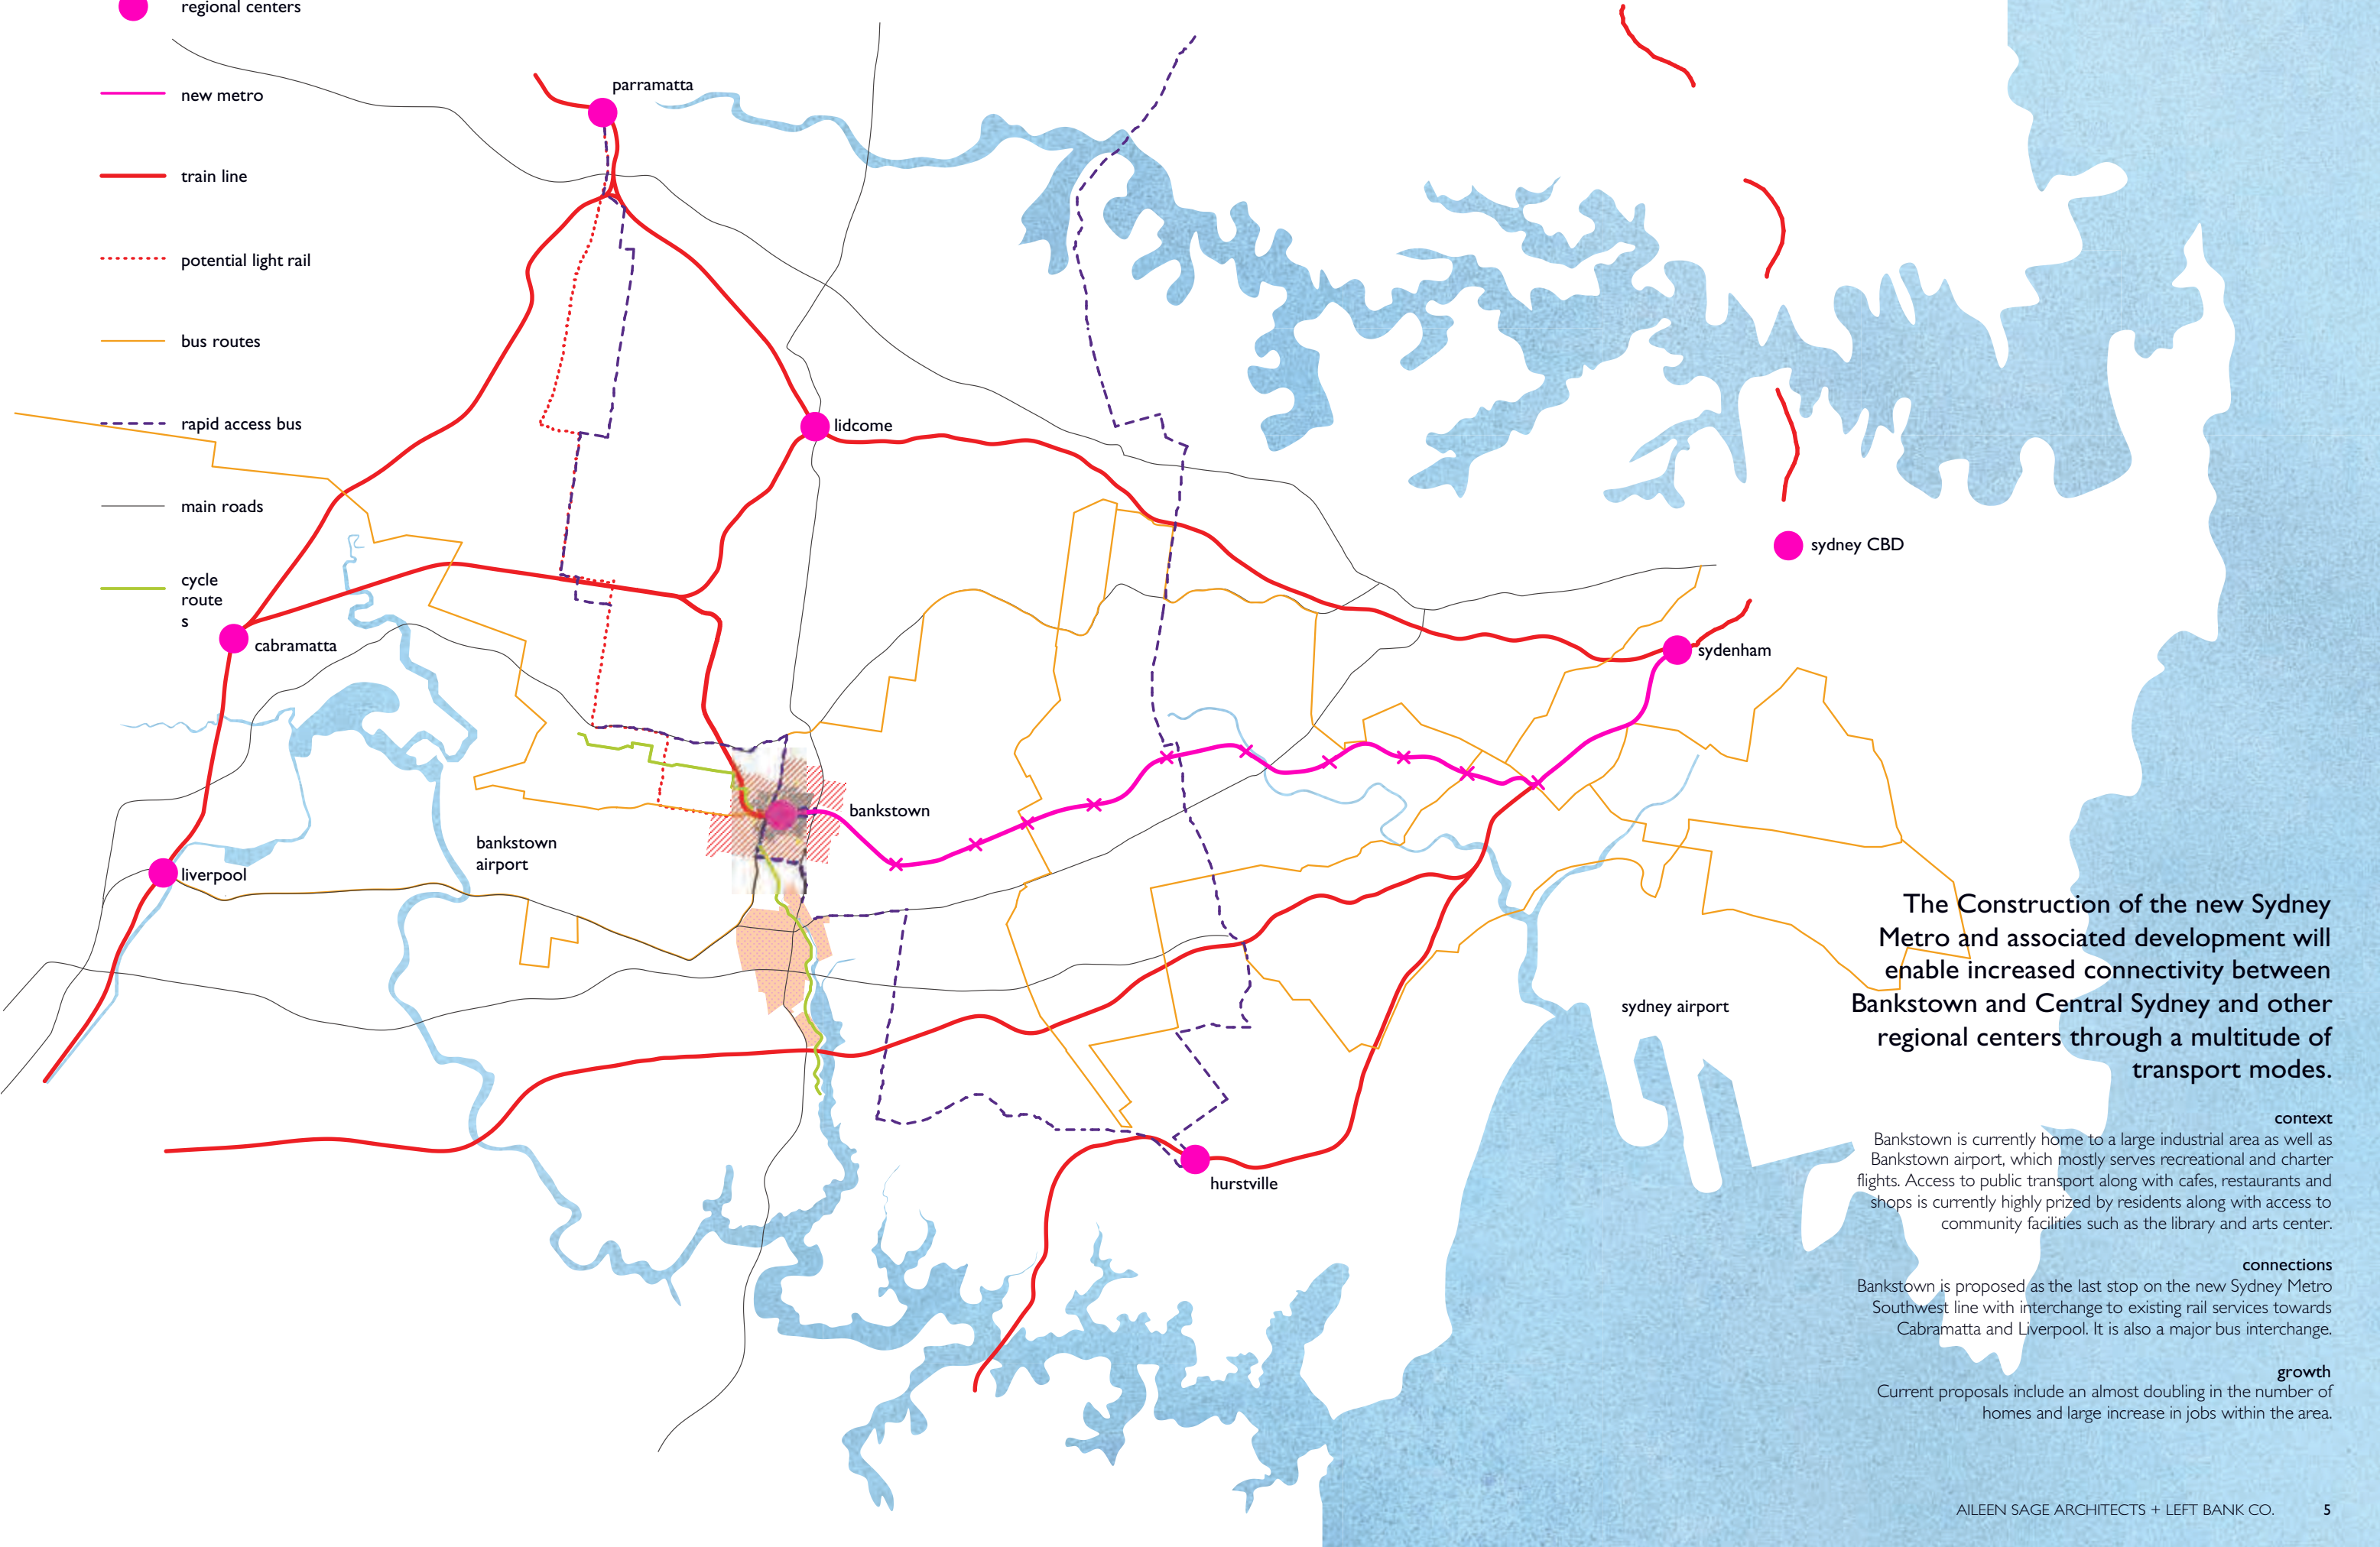 regional centers
new metro
train line
potential light rail
bus routes
rapid access bus
main roads
cycle
route
s
parramatta
lidcome
sydney CBD
cabramatta
sydenham
bankstown
bankstown
airport
liverpool
sydney airport
hurstville
The Construction of the new Sydney
Metro and associated development will
enable increased connectivity between
Bankstown and Central Sydney and other
regional centers through a multitude of
transport modes.
context
Bankstown is currently home to a large industrial area as well as
Bankstown airport, which mostly serves recreational and charter
flights. Access to public transport along with cafes, restaurants and
shops is currently highly prized by residents along with access to
community facilities such as the library and arts center.
connections
Bankstown is proposed as the last stop on the new Sydney Metro
Southwest line with interchange to existing rail services towards
Cabramatta and Liverpool. It is also a major bus interchange.
growth
Current proposals include an almost doubling in the number of
homes and large increase in jobs within the area.
AILEEN SAGE ARCHITECTS + LEFT BANK CO. 5